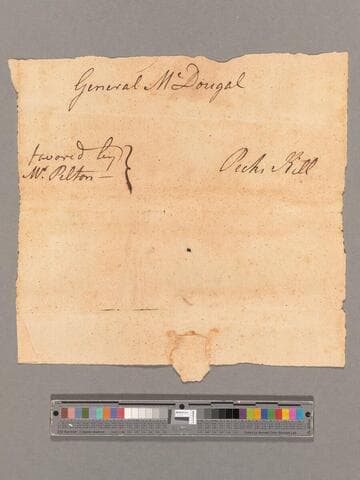 General McDougal
favored by
Mr. Pelton —
Peeks Kill